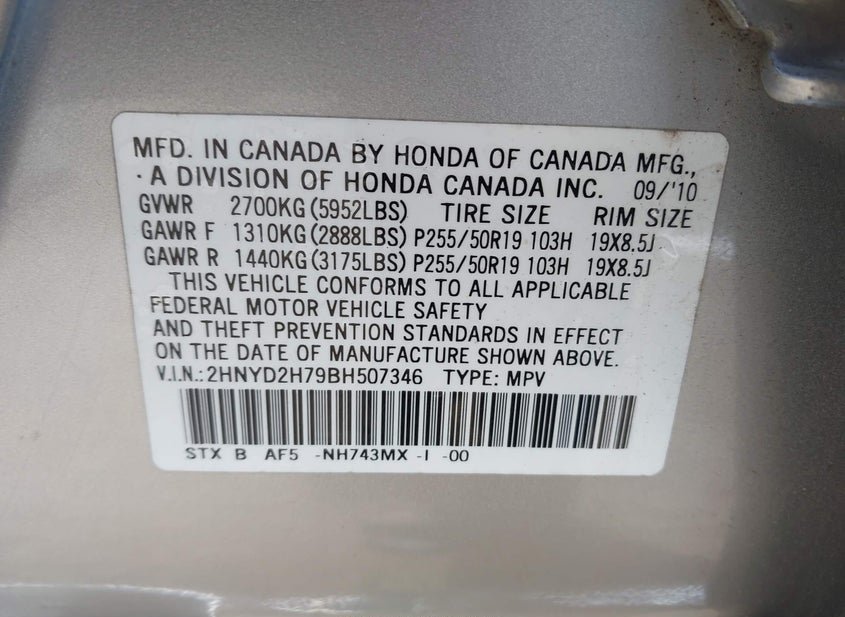 MFD. IN CANADA BY HONDA OF CANADA MFG.,
· A DIVISION OF HONDA CANADA INC. 09/'10
GVWR 2700KG (5952LBS) TIRE SIZE RIM SIZE
GAWR F 1310KG (2888LBS) P255/50R19 103H 19X8.5J
GAWR R 1440KG (3175LBS) P255/50R19 103H 19X8.5J
THIS VEHICLE CONFORMS TO ALL APPLICABLE
FEDERAL MOTOR VEHICLE SAFETY
AND THEFT PREVENTION STANDARDS IN EFFECT
ON THE DATE OF MANUFACTURE SHOWN ABOVE.
V.I.N.: 2HNYD2H79BH507346 TYPE: MPV
STX B AF5 -NH743MX -I -00